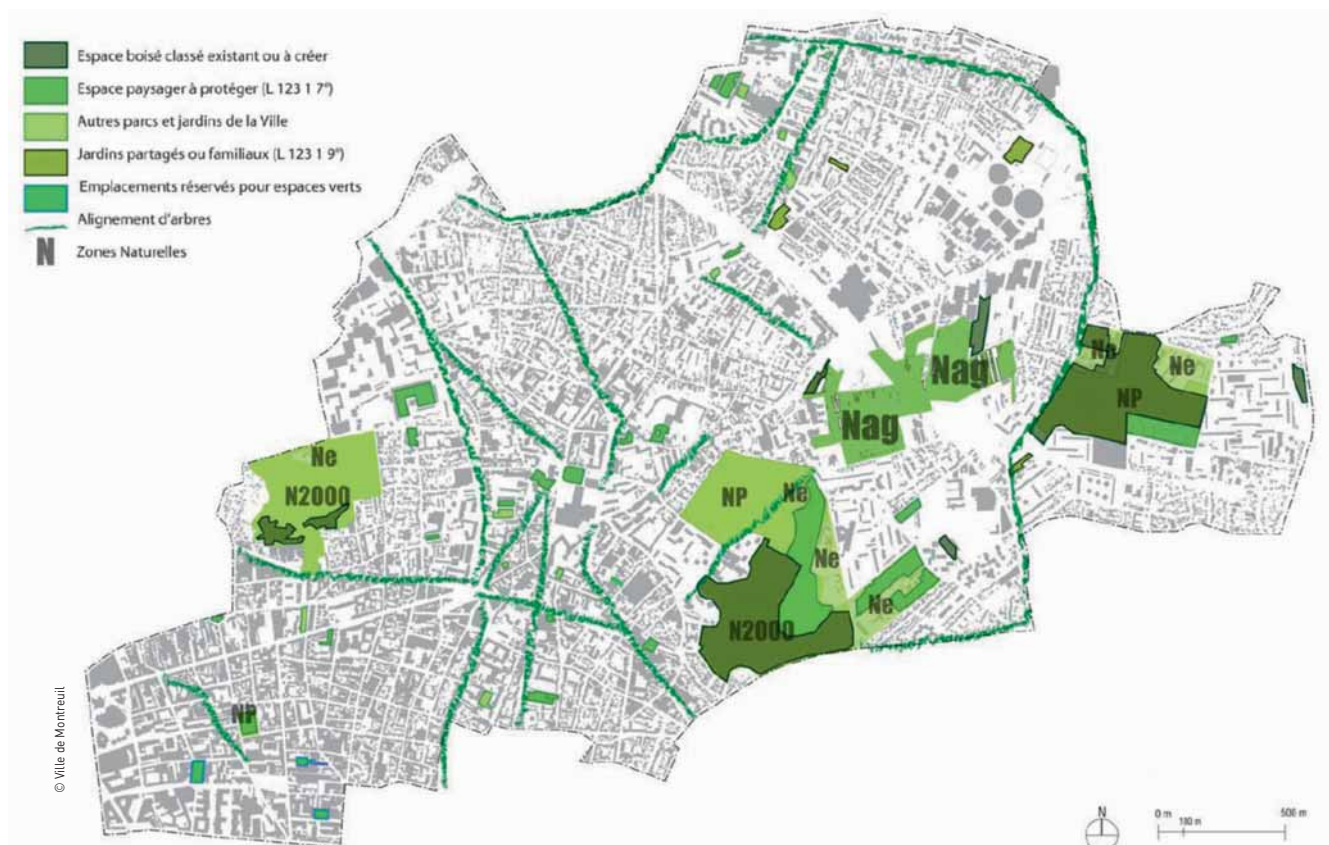 Espace boisé classé existant ou à créer
Espace paysager à protéger (L 123 1 7°)
Autres parcs et jardins de la Ville
Jardins partagés ou familiaux (L 123 1 9°)
Emplacements réservés pour espaces verts
Alignement d'arbres
N Zones Naturelles
Nag
Nag
Ne
Ne
NP
Ne
N2000
NP
Ne
Ne
Ne
N2000
NP
© Ville de Montreuil
N
0 m 100 m 500 m